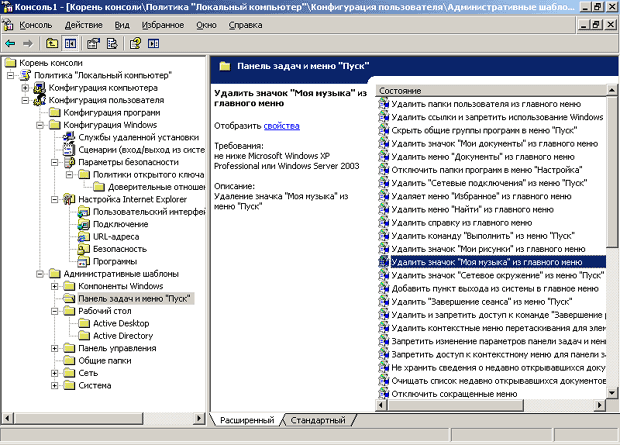 Консоль1 - [Корень консоли\Политика "Локальный компьютер"\Конфигурация пользователя\Административные шабло...
Консоль Действие Вид Избранное Окно Справка
Корень консоли
Политика "Локальный компьютер"
Конфигурация компьютера
Конфигурация пользователя
Конфигурация программ
Конфигурация Windows
Службы удаленной установки
Сценарии (вход/выход из систе
Параметры безопасности
Политики открытого ключа
Доверительные отношен
Настройка Internet Explorer
Пользовательский интерфей
Подключение
URL-адреса
Безопасность
Программы
Административные шаблоны
Компоненты Windows
Панель задач и меню "Пуск"
Рабочий стол
Active Desktop
Active Directory
Панель управления
Общие папки
Сеть
Система
Панель задач и меню "Пуск"
Удалить значок "Моя музыка" из
главного меню
Отобразить свойства
Требования:
не ниже Microsoft Windows XP
Professional или Windows Server 2003
Описание:
Удаление значка "Моя музыка" из
меню "Пуск"
Состояние
Удалить папки пользователя из главного меню
Удалить ссылки и запретить использование Windows
Скрыть общие группы программ в меню "Пуск"
Удалить значок "Мои документы" из главного меню
Удалить меню "Документы" из главного меню
Отключить папки програм в меню "Настройка"
Удалить "Сетевые подключения" из меню "Пуск"
Удаляет меню "Избранное" из главного меню
Удалить меню "Найти" из главного меню
Удалить справку из главного меню
Удалить команду "Выполнить" из меню "Пуск"
Удалить значок "Мои рисунки" из главного меню
Удалить значок "Моя музыка" из главного меню
Удалить значок "Сетевое окружение" из меню "Пуск"
Добавить пункт выхода из системы в главное меню
Удалить "Завершение сеанса" из меню "Пуск"
Удалить и запретить доступ к команде "Завершение р
Удалить контекстные меню перетаскивания для эле
Запретить изменение параметров панели задач и мен
Запретить доступ к контекстному меню для панели за
Не хранить сведения о недавно открывавшихся доку
Очищать список недавно открывавшихся документов
Отключить сокращенные меню
Расширенный Стандартный